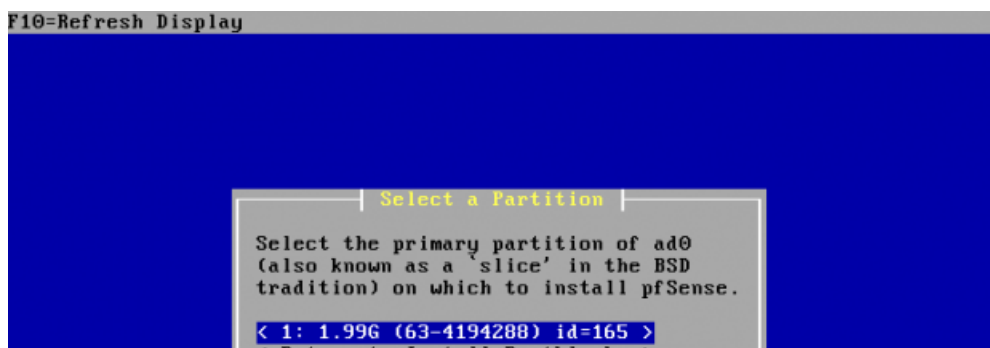 F10=Refresh Display
Select a Partition
Select the primary partition of ad0
(also known as a `slice' in the BSD
tradition) on which to install pfSense.
< 1: 1.99G (63-4194288) id=165 >